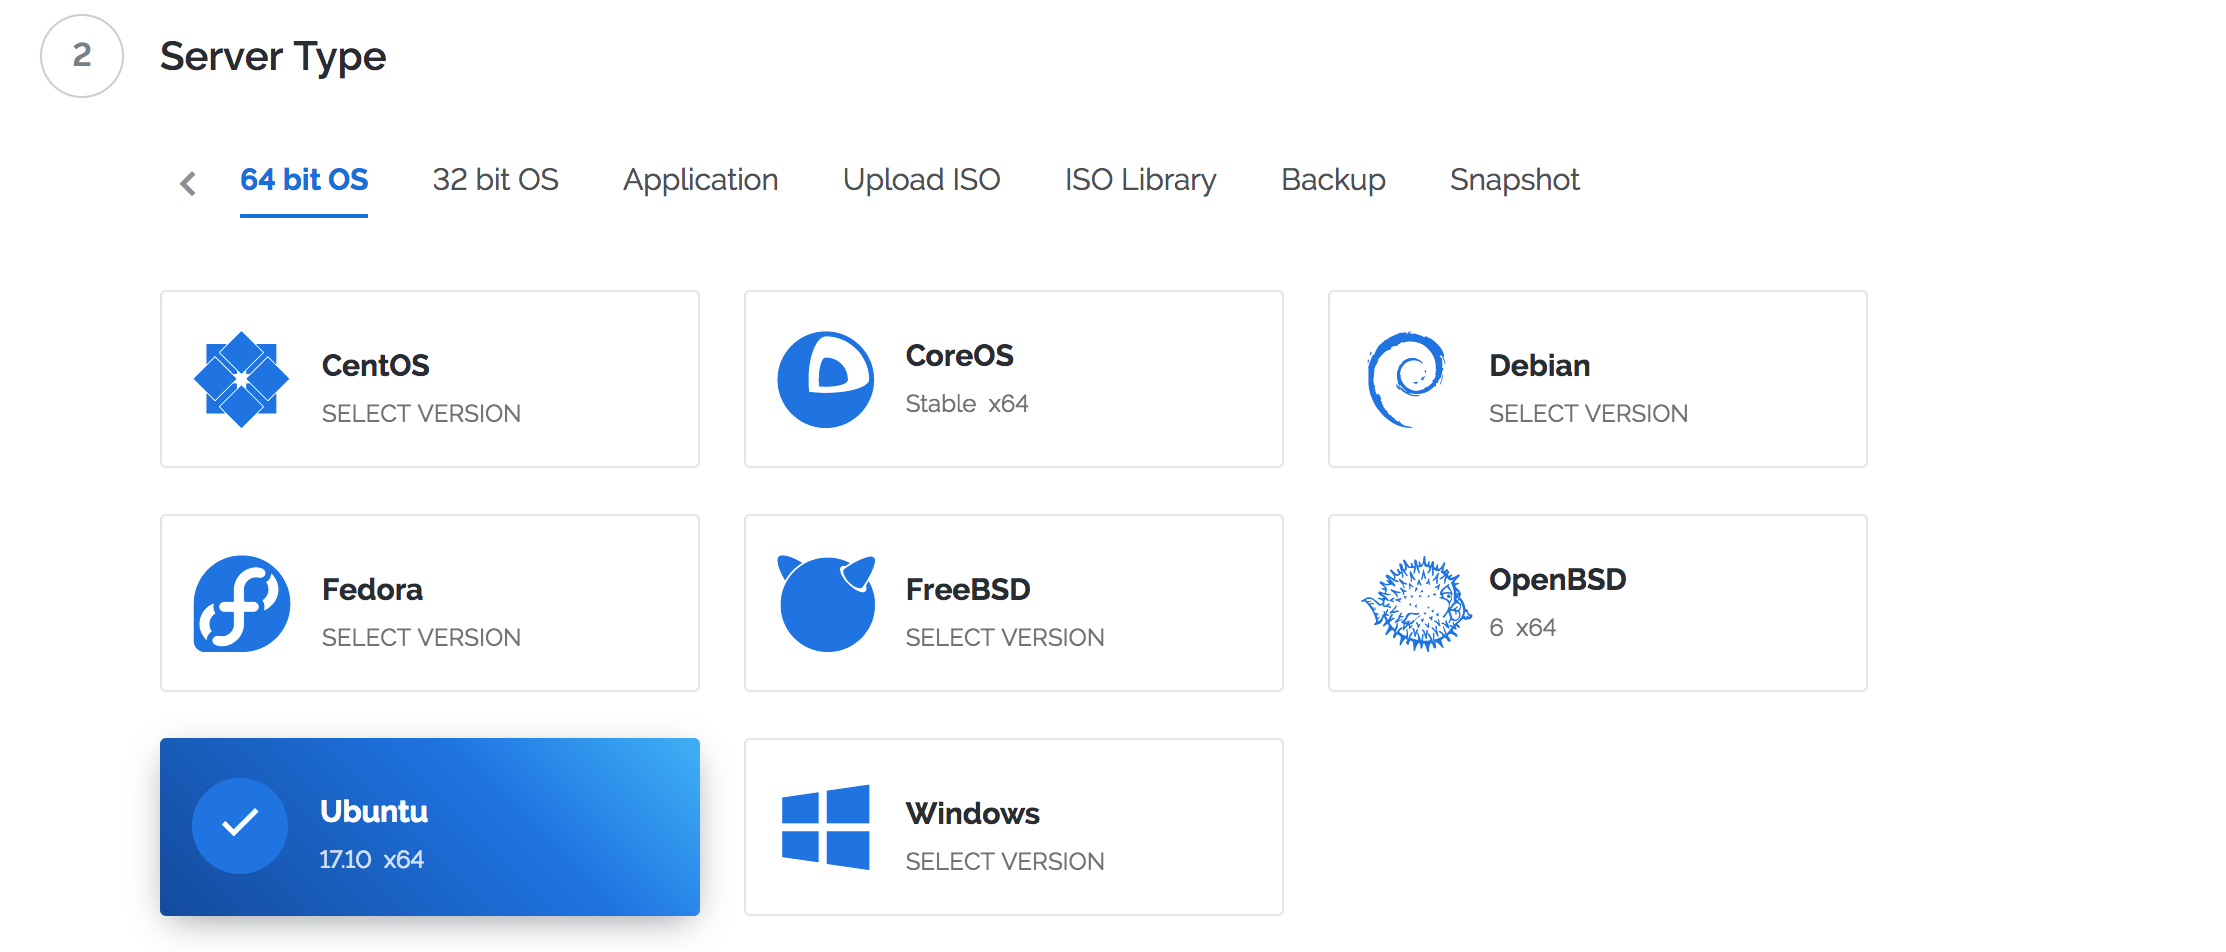 2
Server Type
64 bit OS
32 bit OS
Application
Upload ISO
ISO Library
Backup
Snapshot
CentOS
SELECT VERSION
CoreOS
Stable x64
Debian
SELECT VERSION
Fedora
SELECT VERSION
FreeBSD
SELECT VERSION
OpenBSD
6 x64
Ubuntu
17.10 x64
Windows
SELECT VERSION